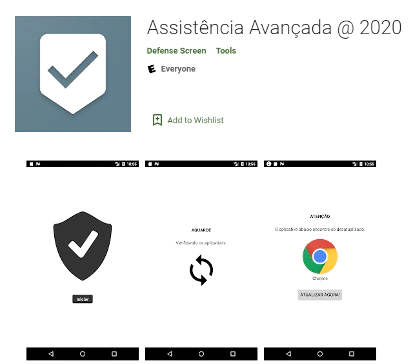 Assistência Avançada @ 2020
Defense Screen Tools
E Everyone
Add to Wishlist
10:55
10:55
10:55
Iniciar
AGUARDE
Verificando os aplicativos.
ATENÇÃO
O aplicativo abaixo encontra-se desatualizado.
Chrome
ATUALIZAR AGORA!